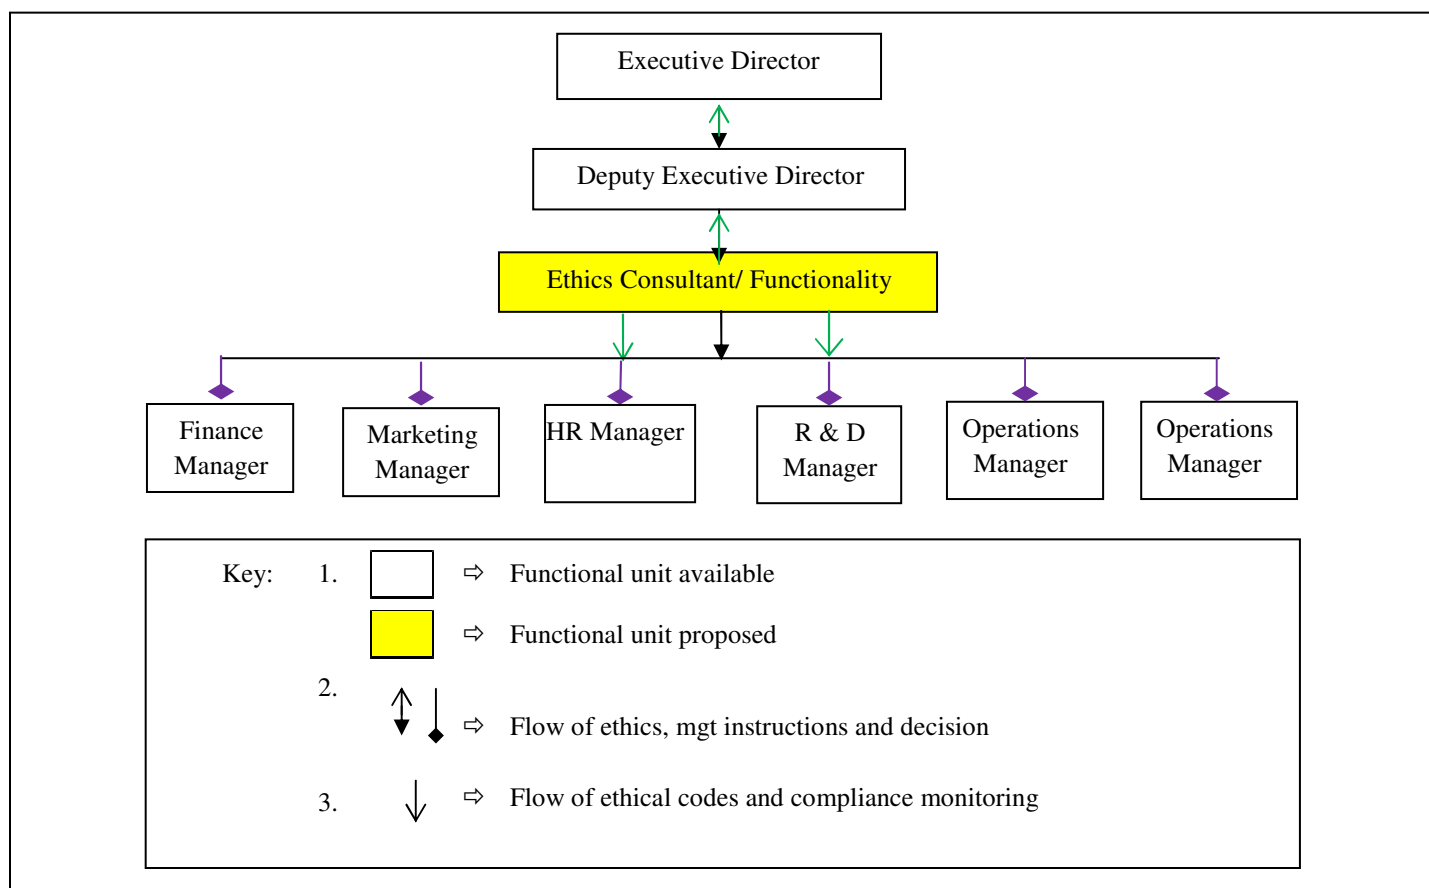 Executive Director
Deputy Executive Director
Ethics Consultant/ Functionality
Finance
Manager
Marketing
Manager
HR Manager
R & D
Manager
Operations
Manager
Operations
Manager
Key: 1. ⇨ Functional unit available
⇨ Functional unit proposed
2.
⇨ Flow of ethics, mgt instructions and decision
3. ⇨ Flow of ethical codes and compliance monitoring